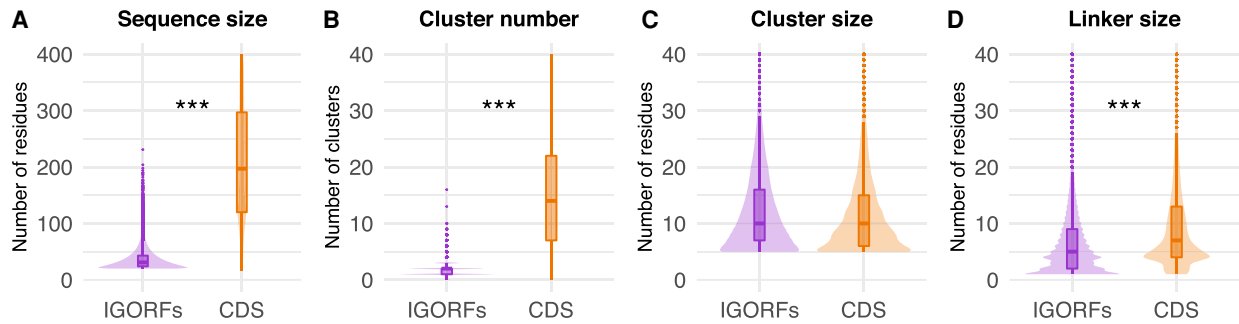 A Sequence size
Number of residues
400
300
200
100
0
***
IGORFs CDS
B Cluster number
Number of clusters
40
30
20
10
0
***
IGORFs CDS
C Cluster size
Number of residues
40
30
20
10
0
IGORFs CDS
D Linker size
Number of residues
40
30
20
10
0
***
IGORFs CDS